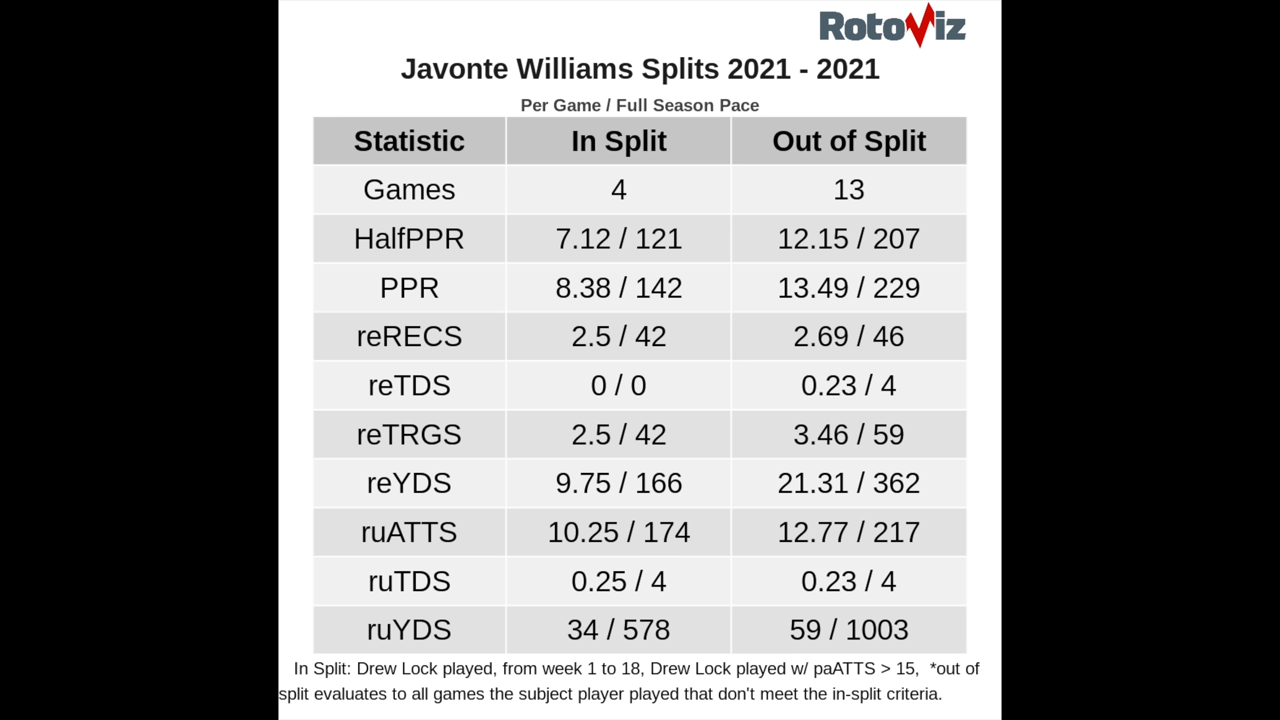 RotoViz
Javonte Williams Splits 2021 - 2021
Per Game / Full Season Pace
Statistic In Split Out of Split
Games 4 13
HalfPPR 7.12 / 121 12.15 / 207
PPR 8.38 / 142 13.49 / 229
reRECS 2.5 / 42 2.69 / 46
reTDS 0 / 0 0.23 / 4
reTRGS 2.5 / 42 3.46 / 59
reYDS 9.75 / 166 21.31 / 362
ruATTS 10.25 / 174 12.77 / 217
ruTDS 0.25 / 4 0.23 / 4
ruYDS 34 / 578 59 / 1003
In Split: Drew Lock played, from week 1 to 18, Drew Lock played w/ paATTS > 15, *out of
split evaluates to all games the subject player played that don't meet the in-split criteria.